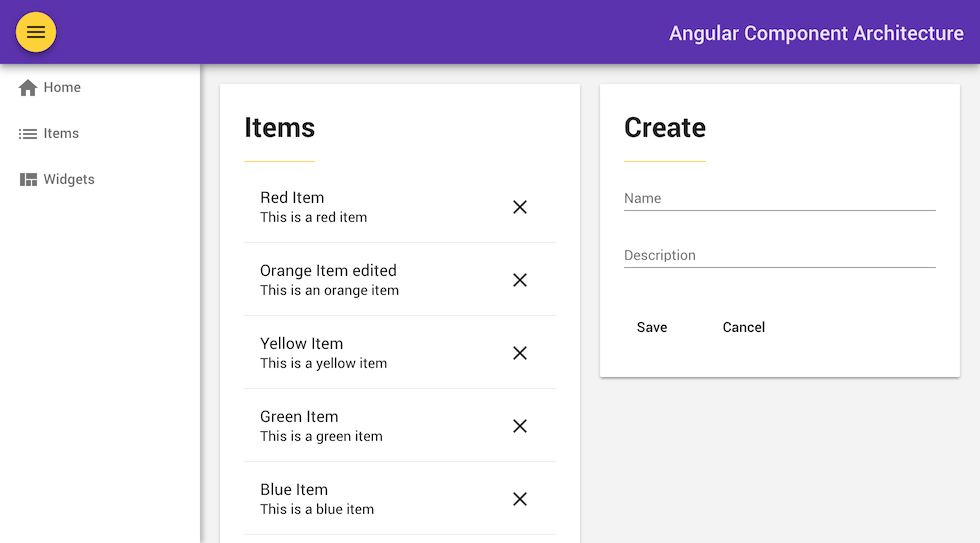 Angular Component Architecture
Home
Items
Widgets
Items
Red Item
This is a red item
Orange Item edited
This is an orange item
Yellow Item
This is a yellow item
Green Item
This is a green item
Blue Item
This is a blue item
Create
Name
Description
Save Cancel